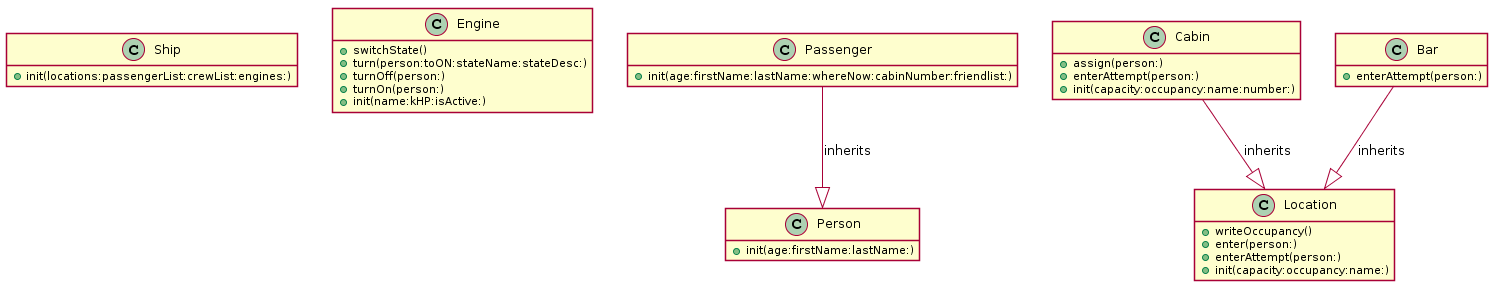 C Ship
init(locations:passengerList:crewList:engines:)
C Engine
switchState()
turn(person:toON:stateName:stateDesc:)
turnOff(person:)
turnOn(person:)
init(name:kHP:isActive:)
C Passenger
init(age:firstName:lastName:whereNow:cabinNumber:friendlist:)
C Cabin
assign(person:)
enterAttempt(person:)
init(capacity:occupancy:name:number:)
C Bar
enterAttempt(person:)
inherits
inherits
inherits
C Person
init(age:firstName:lastName:)
C Location
writeOccupancy()
enter(person:)
enterAttempt(person:)
init(capacity:occupancy:name:)